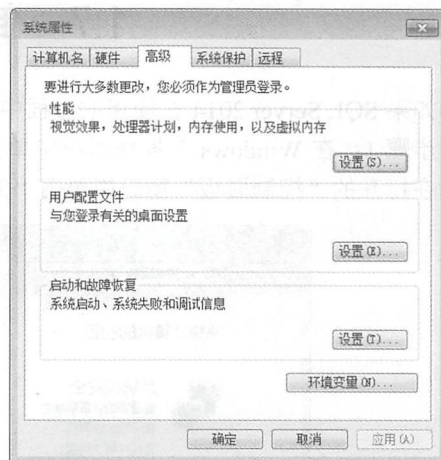 系统属性
计算机名 硬件 高级 系统保护 远程
要进行大多数更改，您必须作为管理员登录。
性能
视觉效果，处理器计划，内存使用，以及虚拟内存
设置(S)...
用户配置文件
与您登录有关的桌面设置
设置(E)...
启动和故障恢复
系统启动、系统失败和调试信息
设置(T)...
环境变量(N)...
确定 取消 应用(A)